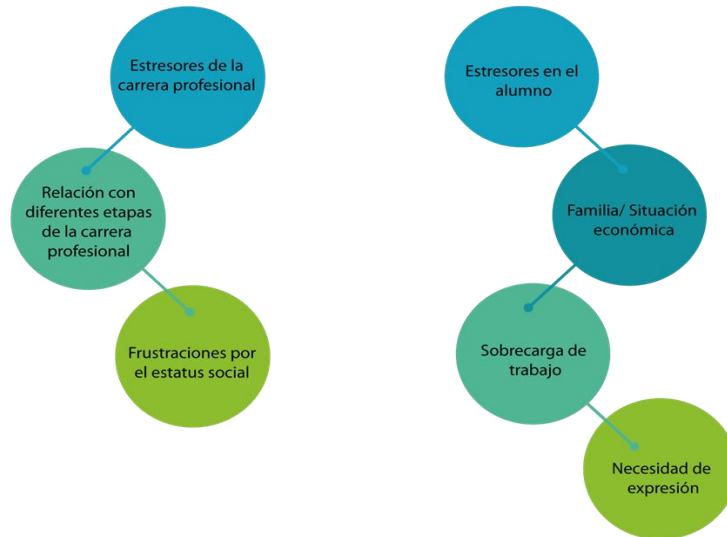 Estresores de la
carrera profesional
Relación con
diferentes etapas
de la carrera
profesional
Frustraciones por
el estatus social
Estresores en el
alumno
Familia/ Situación
económica
Sobrecarga de
trabajo
Necesidad de
expresión